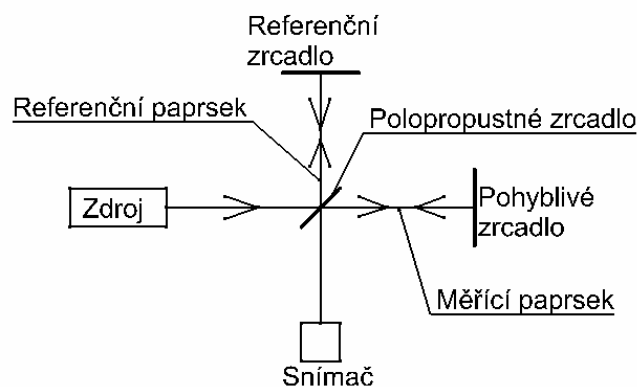 Referenční
zrcadlo
Referenční paprsek
Polopropustné zrcadlo
Zdroj
Pohyblivé
zrcadlo
Měřící paprsek
Snímač